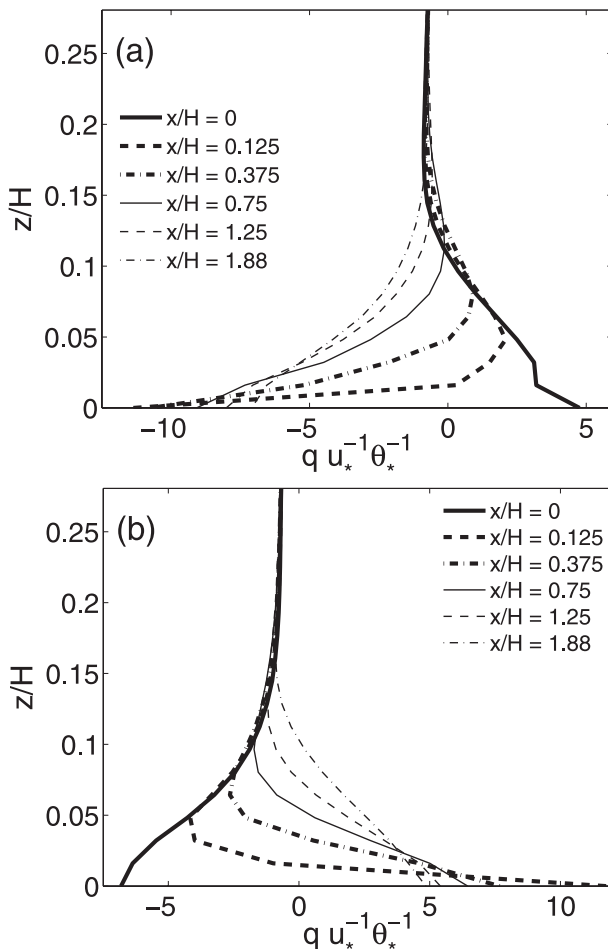 (a)
0.25
0.2
0.15
0.1
0.05
0
z/H
x/H = 0
x/H = 0.125
x/H = 0.375
x/H = 0.75
x/H = 1.25
x/H = 1.88
−10
−5
0
5
q u*⁻¹θ*⁻¹
(b)
0.25
0.2
0.15
0.1
0.05
0
z/H
x/H = 0
x/H = 0.125
x/H = 0.375
x/H = 0.75
x/H = 1.25
x/H = 1.88
−5
0
5
10
q u*⁻¹θ*⁻¹